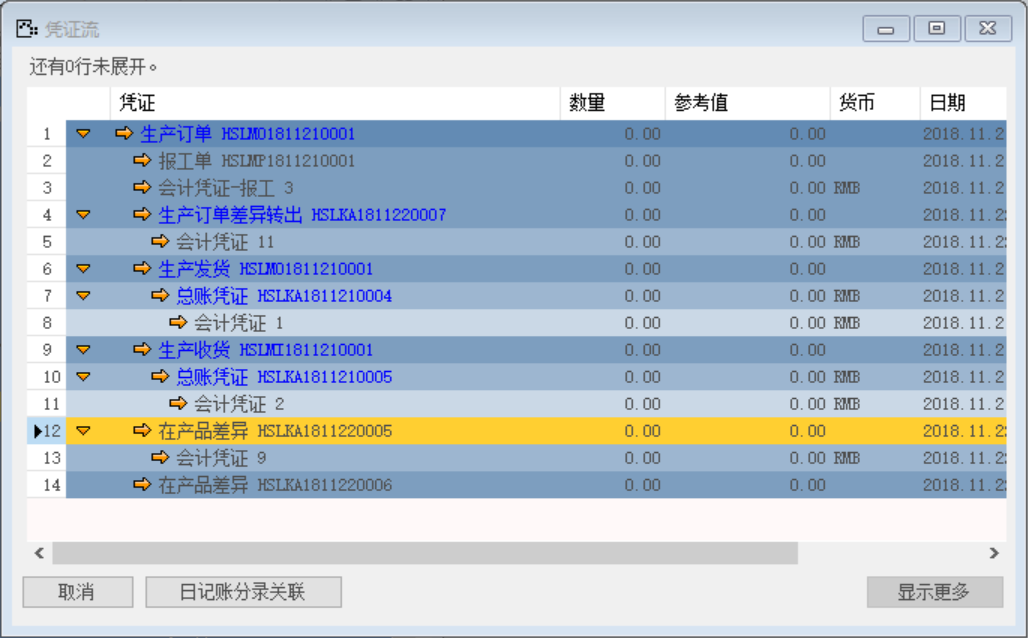 凭证流
还有0行未展开。
凭证 数量 参考值 货币 日期
1 生产订单 HSLMO1811210001 0.00 0.00 2018.11.2
2 报工单 HSLMP1811210001 0.00 0.00 2018.11.2
3 会计凭证-报工 3 0.00 0.00 RMB 2018.11.2
4 生产订单差异转出 HSLKA1811220007 0.00 0.00 2018.11.2
5 会计凭证 11 0.00 0.00 RMB 2018.11.2
6 生产发货 HSLMO1811210001 0.00 0.00 2018.11.2
7 总账凭证 HSLKA1811210004 0.00 0.00 RMB 2018.11.2
8 会计凭证 1 0.00 0.00 RMB 2018.11.2
9 生产收货 HSLMI1811210001 0.00 0.00 2018.11.2
10 总账凭证 HSLKA1811210005 0.00 0.00 RMB 2018.11.2
11 会计凭证 2 0.00 0.00 RMB 2018.11.2
12 在产品差异 HSLKA1811220005 0.00 0.00 2018.11.2
13 会计凭证 9 0.00 0.00 RMB 2018.11.2
14 在产品差异 HSLKA1811220006 0.00 0.00 2018.11.2
取消 日记账分录关联 显示更多